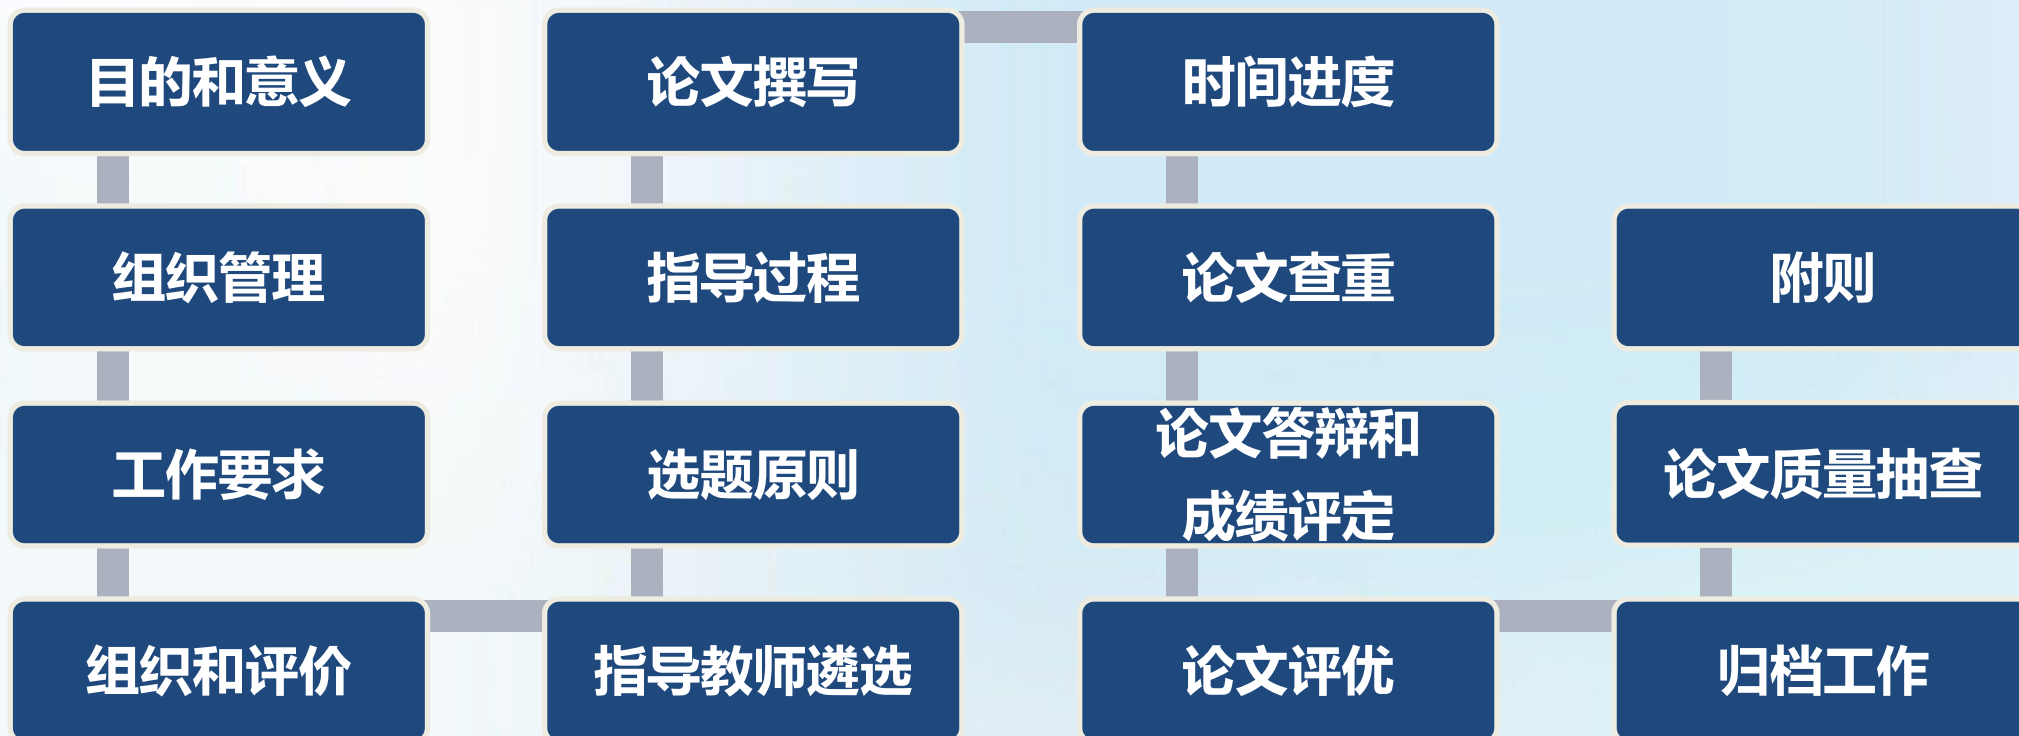 目的和意义
组织管理
工作要求
组织和评价
指导教师遴选
选题原则
指导过程
论文撰写
时间进度
论文查重
论文答辩和
成绩评定
论文评优
归档工作
论文质量抽查
附则